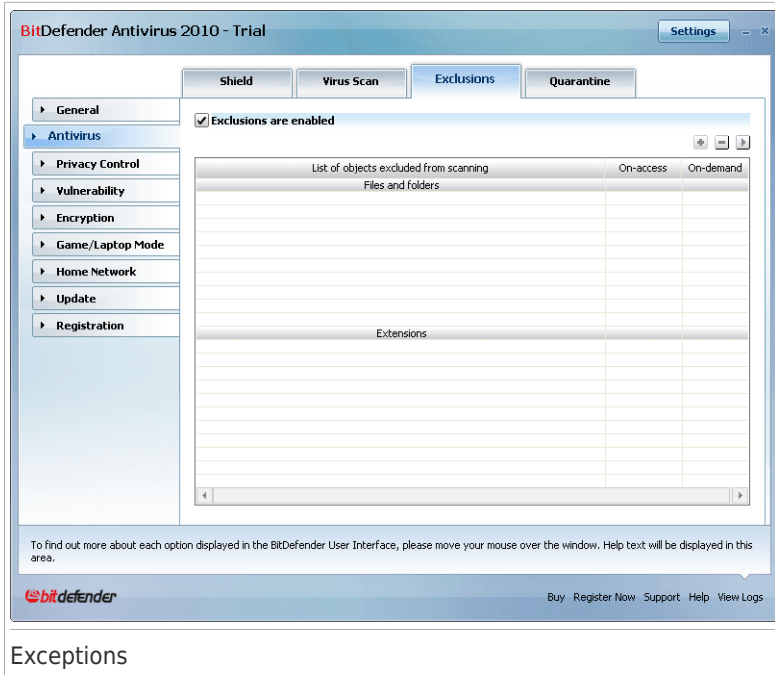 BitDefender Antivirus 2010 - Trial
Settings
Shield Virus Scan Exclusions Quarantine
General
Antivirus
Privacy Control
Vulnerability
Encryption
Game/Laptop Mode
Home Network
Update
Registration
Exclusions are enabled
List of objects excluded from scanning On-access On-demand
Files and folders
Extensions
To find out more about each option displayed in the BitDefender User Interface, please move your mouse over the window. Help text will be displayed in this
area.
bitdefender
Buy Register Now Support Help View Logs
Exceptions